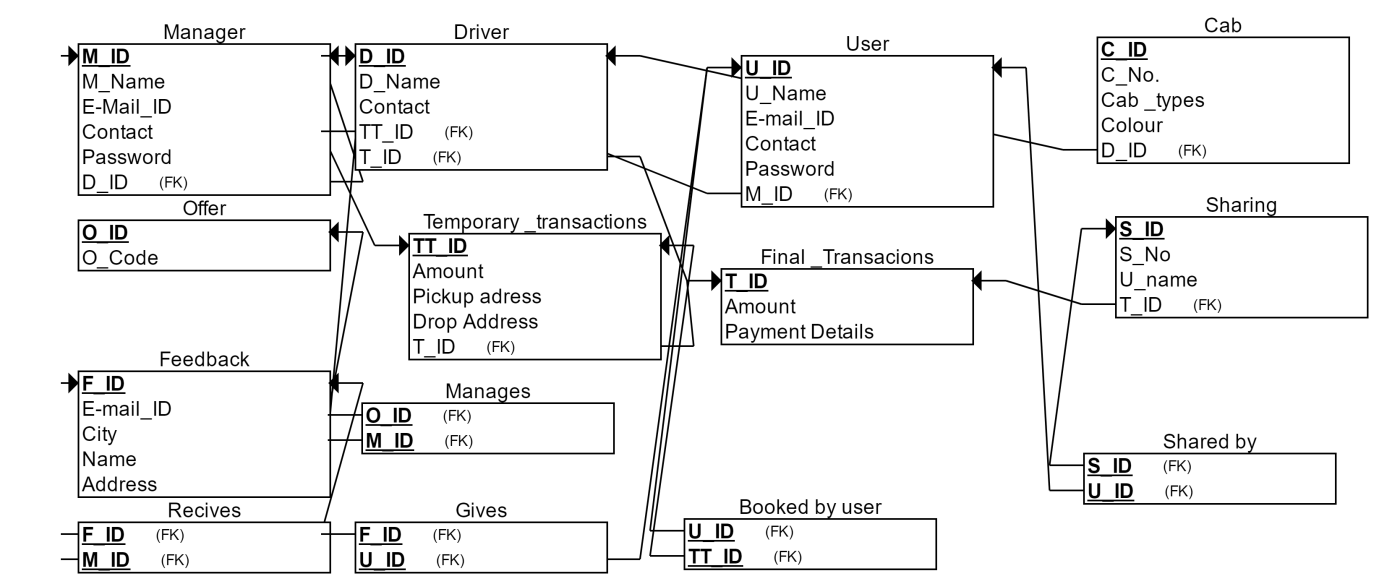 Manager
M_ID
M_Name
E-Mail_ID
Contact
Password
D_ID (FK)
Driver
D_ID
D_Name
Contact
TT_ID (FK)
T_ID (FK)
User
U_ID
U_Name
E-mail_ID
Contact
Password
M_ID (FK)
Cab
C_ID
C_No.
Cab _types
Colour
D_ID (FK)
Offer
O_ID
O_Code
Temporary _transactions
TT_ID
Amount
Pickup adress
Drop Address
T_ID (FK)
Final _Transacions
T_ID
Amount
Payment Details
Sharing
S_ID
S_No
U_name
T_ID (FK)
Feedback
F_ID
E-mail_ID
City
Name
Address
Manages
O_ID (FK)
M_ID (FK)
Shared by
S_ID (FK)
U_ID (FK)
Recives
F_ID (FK)
M_ID (FK)
Gives
F_ID (FK)
U_ID (FK)
Booked by user
U_ID (FK)
TT_ID (FK)